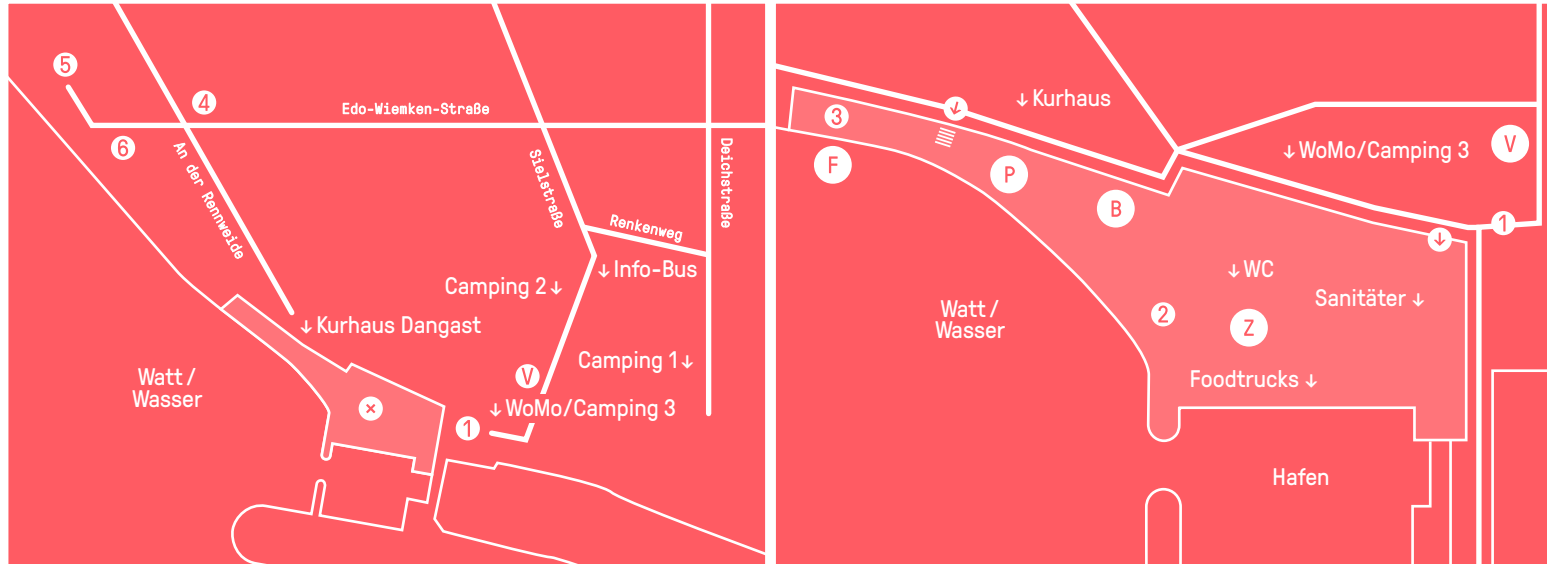 5
4
Edo-Wiemken-Straße
6
An der Rennweide
Sielstraße
Deichstraße
Renkenweg
↓ Info-Bus
Camping 2 ↓
↓ Kurhaus Dangast
Camping 1 ↓
Watt /
Wasser
V
×
↓ WoMo/Camping 3
1
3
↓
↓ Kurhaus
F
P
B
↓ WoMo/Camping 3
V
1
↓
↓ WC
Sanitäter ↓
Watt /
Wasser
2
Z
Foodtrucks ↓
Hafen